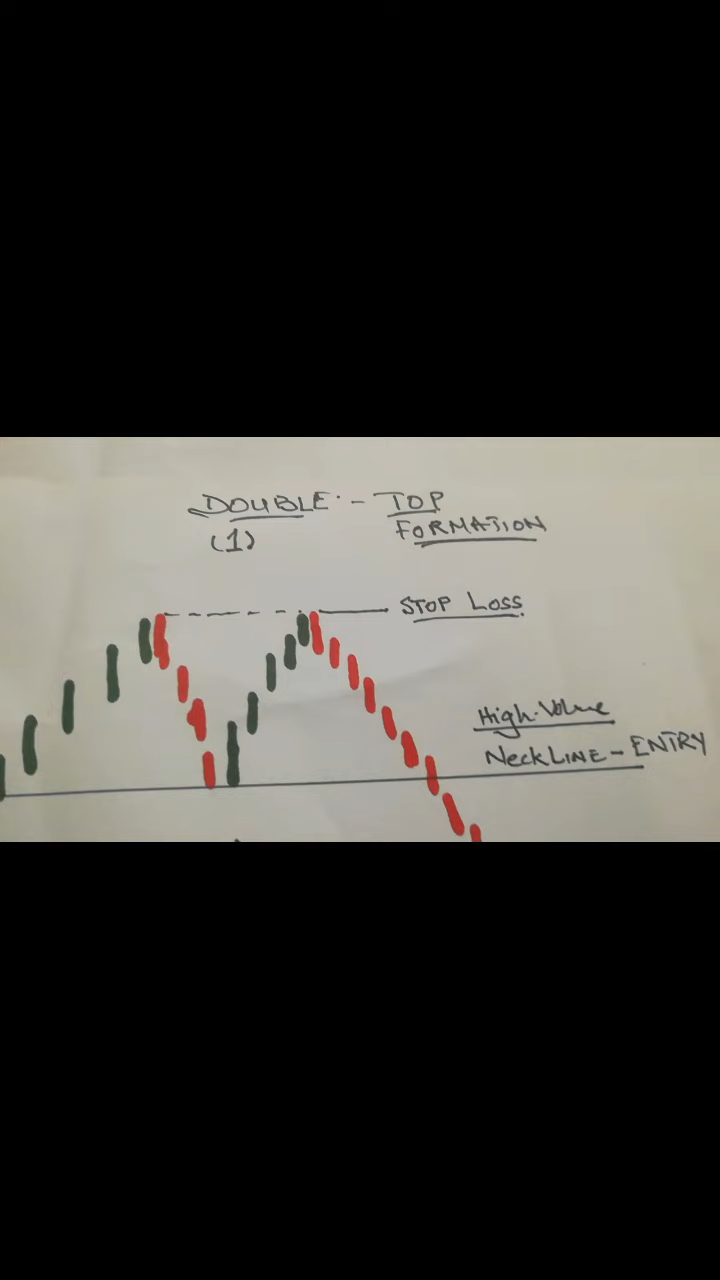 DOUBLE - TOP
FORMATION
(1)
STOP LOSS
High-Volume
NeckLINE - ENTRY